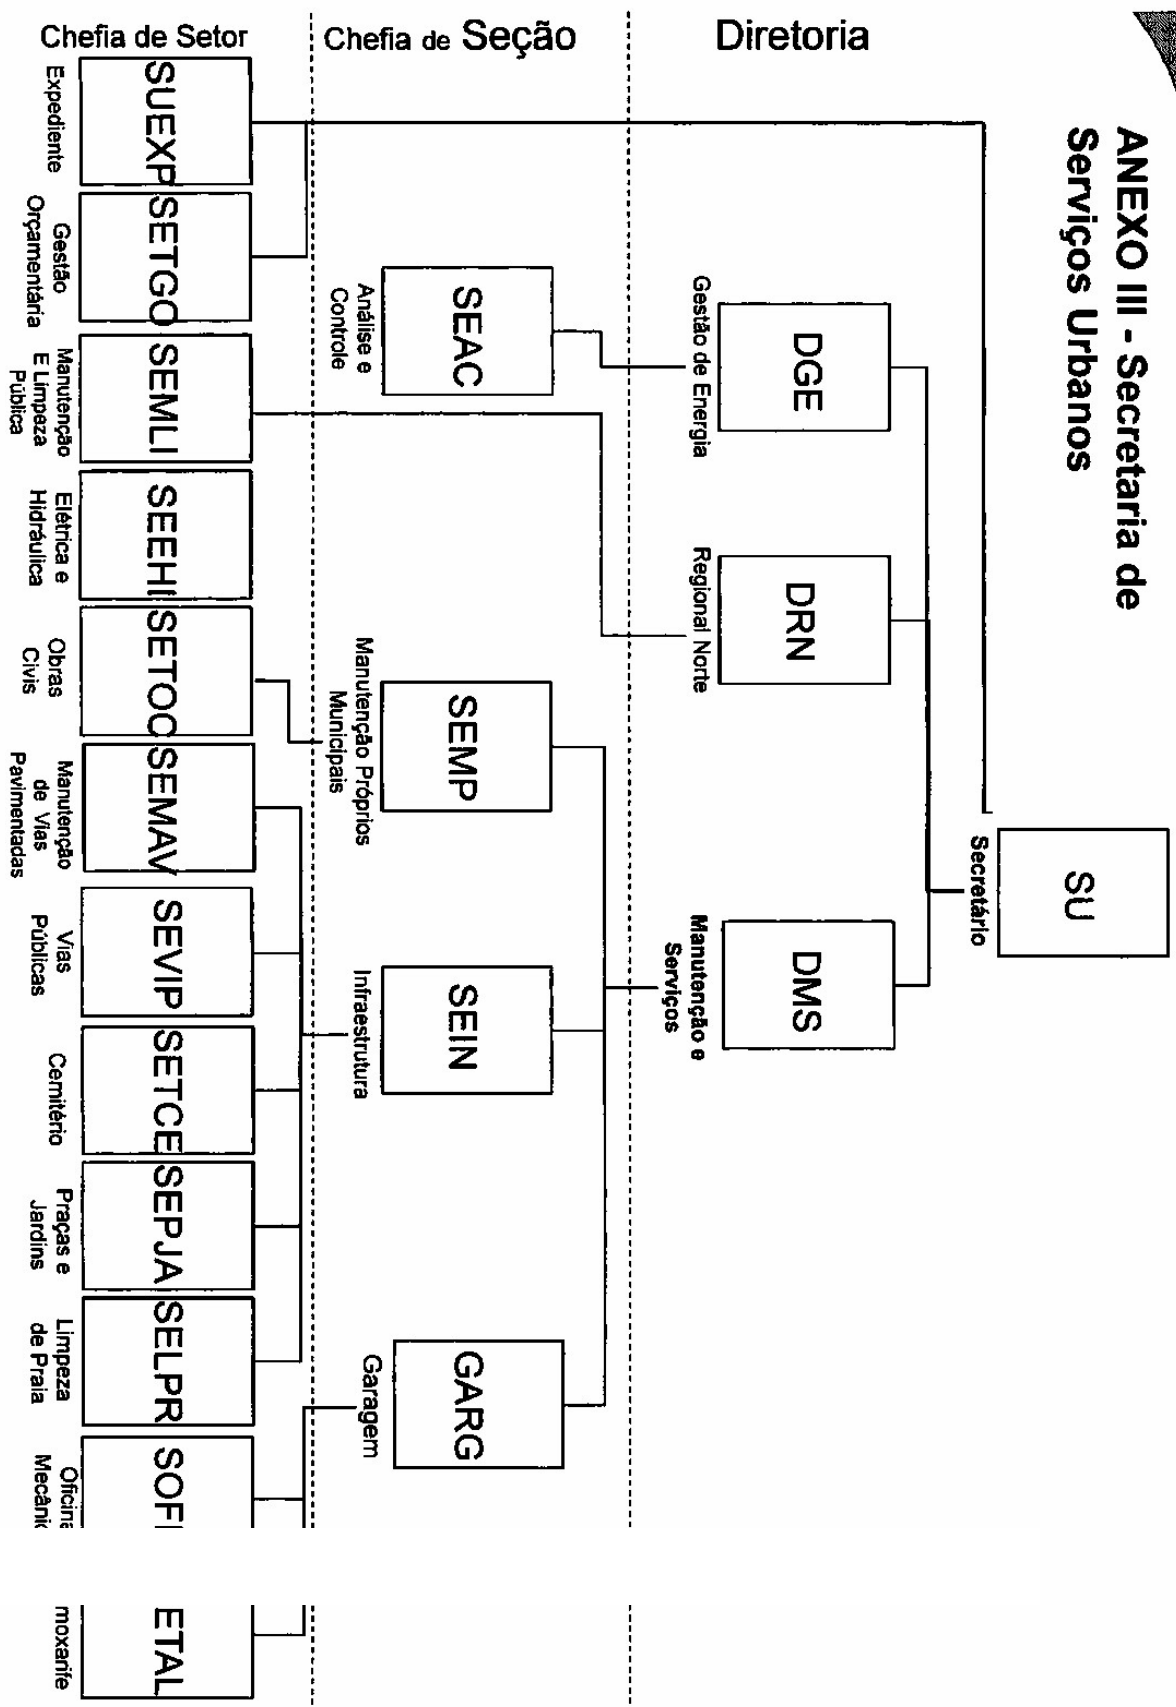 ANEXO III - Secretaria de
Serviços Urbanos
SU
Secretário
Diretoria
DGE
Gestão de Energia
DRN
Regional Norte
DMS
Manutenção e
Serviços
Chefia de Seção
SEAC
Análise e
Controle
SEMP
Manutenção Próprios
Municipais
SEIN
Infraestrutura
GARG
Garagem
Chefia de Setor
SUEXP
Expediente
SETGO
Gestão
Orçamentária
SEMLI
Manutenção
E Limpeza
Pública
SEEHI
Elétrica e
Hidráulica
SETOC
Obras
Civis
SEMAV
Manutenção
de Vias
Pavimentadas
SEVIP
Vias
Públicas
SETCE
Cemitério
SEPJA
Praças e
Jardins
SELPR
Limpeza
de Praia
SOFI
Oficina
Mecânic
ETAL
moxarife